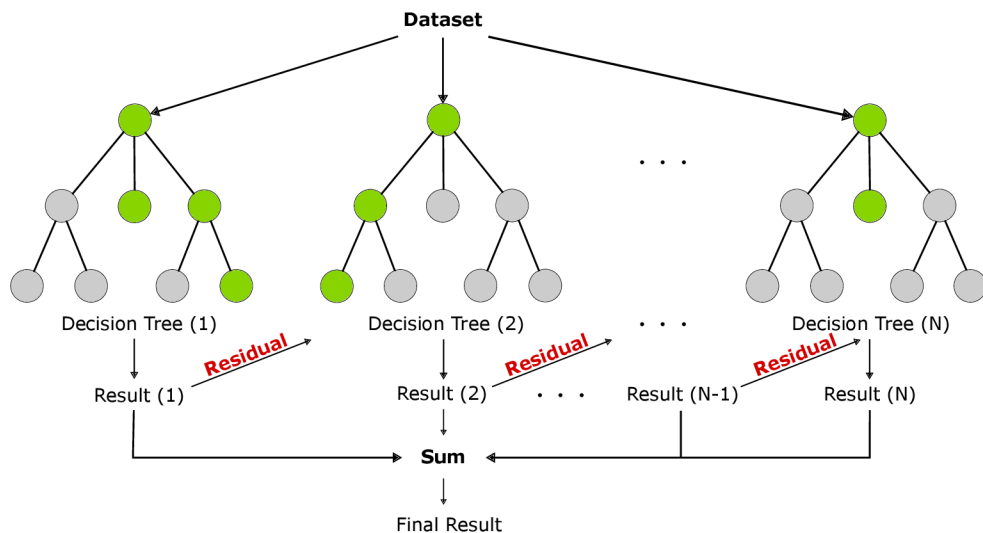 Dataset
. . .
Decision Tree (1)
Decision Tree (2)
. . .
Decision Tree (N)
Residual
Residual
Residual
Result (1)
Result (2)
. . .
Result (N-1)
Result (N)
Sum
Final Result